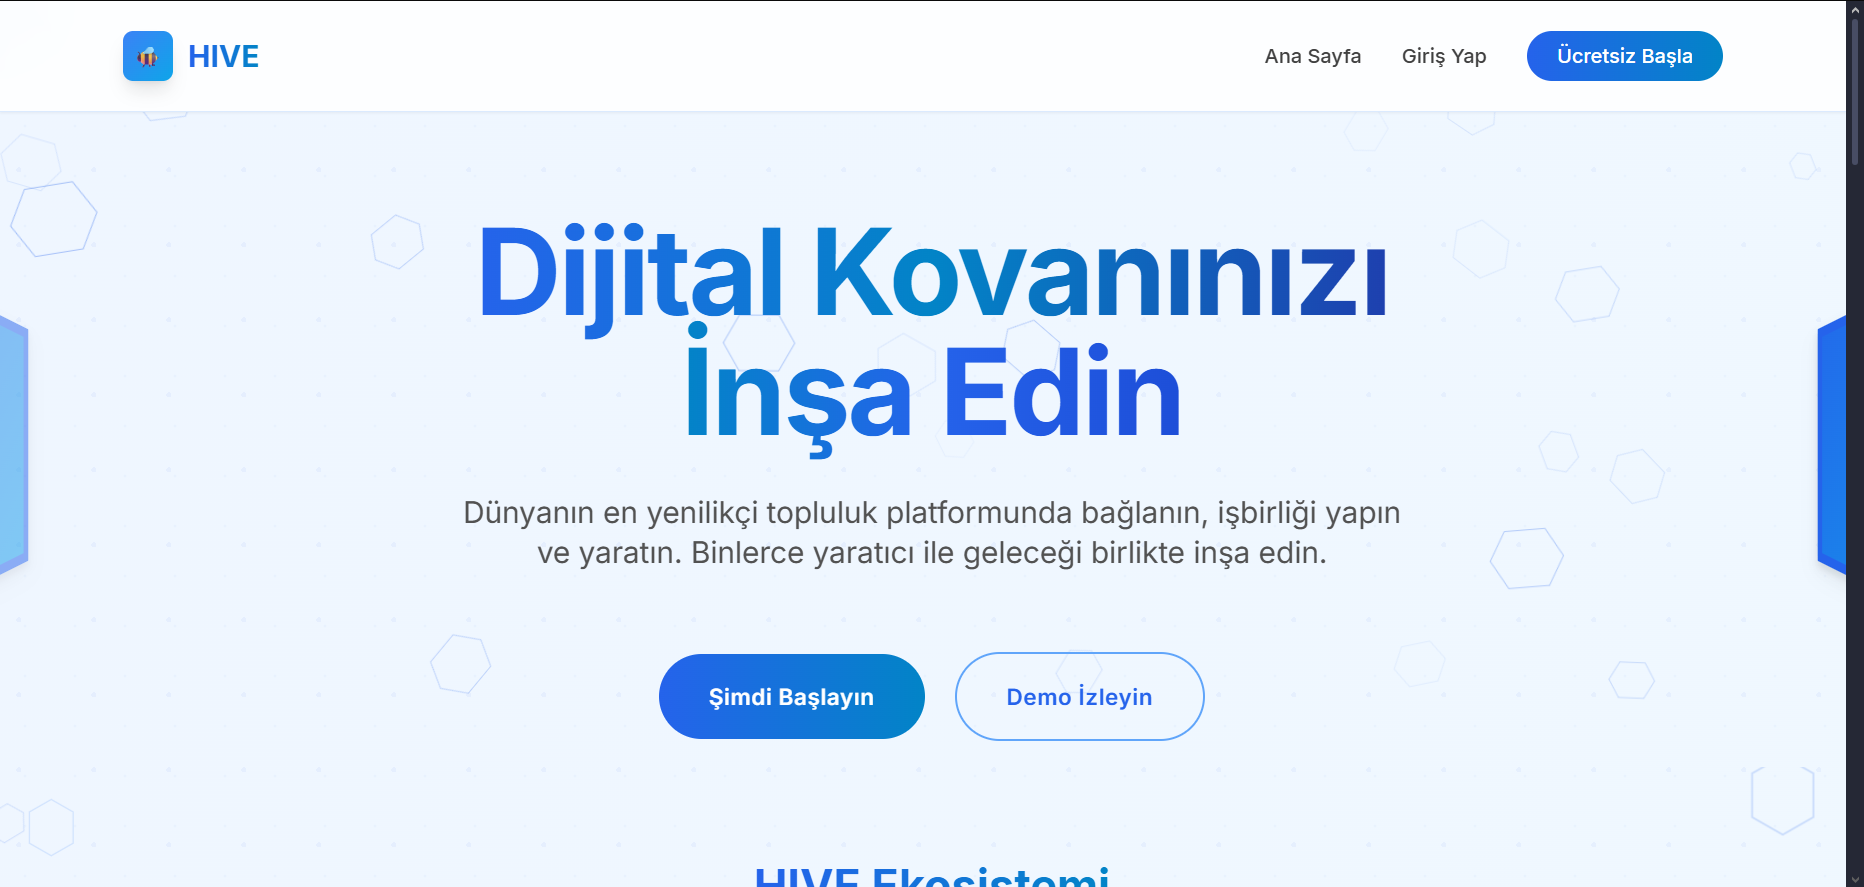 HIVE
Ana Sayfa
Giriş Yap
Ücretsiz Başla
Dijital Kovanınızı
İnşa Edin
Dünyanın en yenilikçi topluluk platformunda bağlanın, işbirliği yapın
ve yaratın. Binlerce yaratıcı ile geleceği birlikte inşa edin.
Şimdi Başlayın
Demo İzleyin
HIVE Ekosistemi